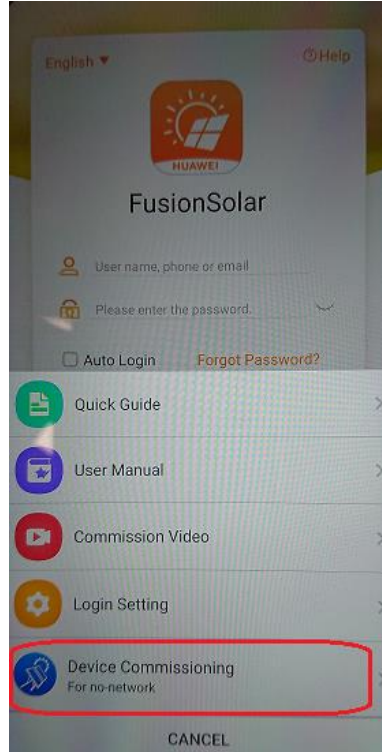 English ▼
Help
HUAWEI
FusionSolar
User name, phone or email
Please enter the password.
Auto Login
Forgot Password?
Quick Guide
User Manual
Commission Video
Login Setting
Device Commissioning
For no-network
CANCEL